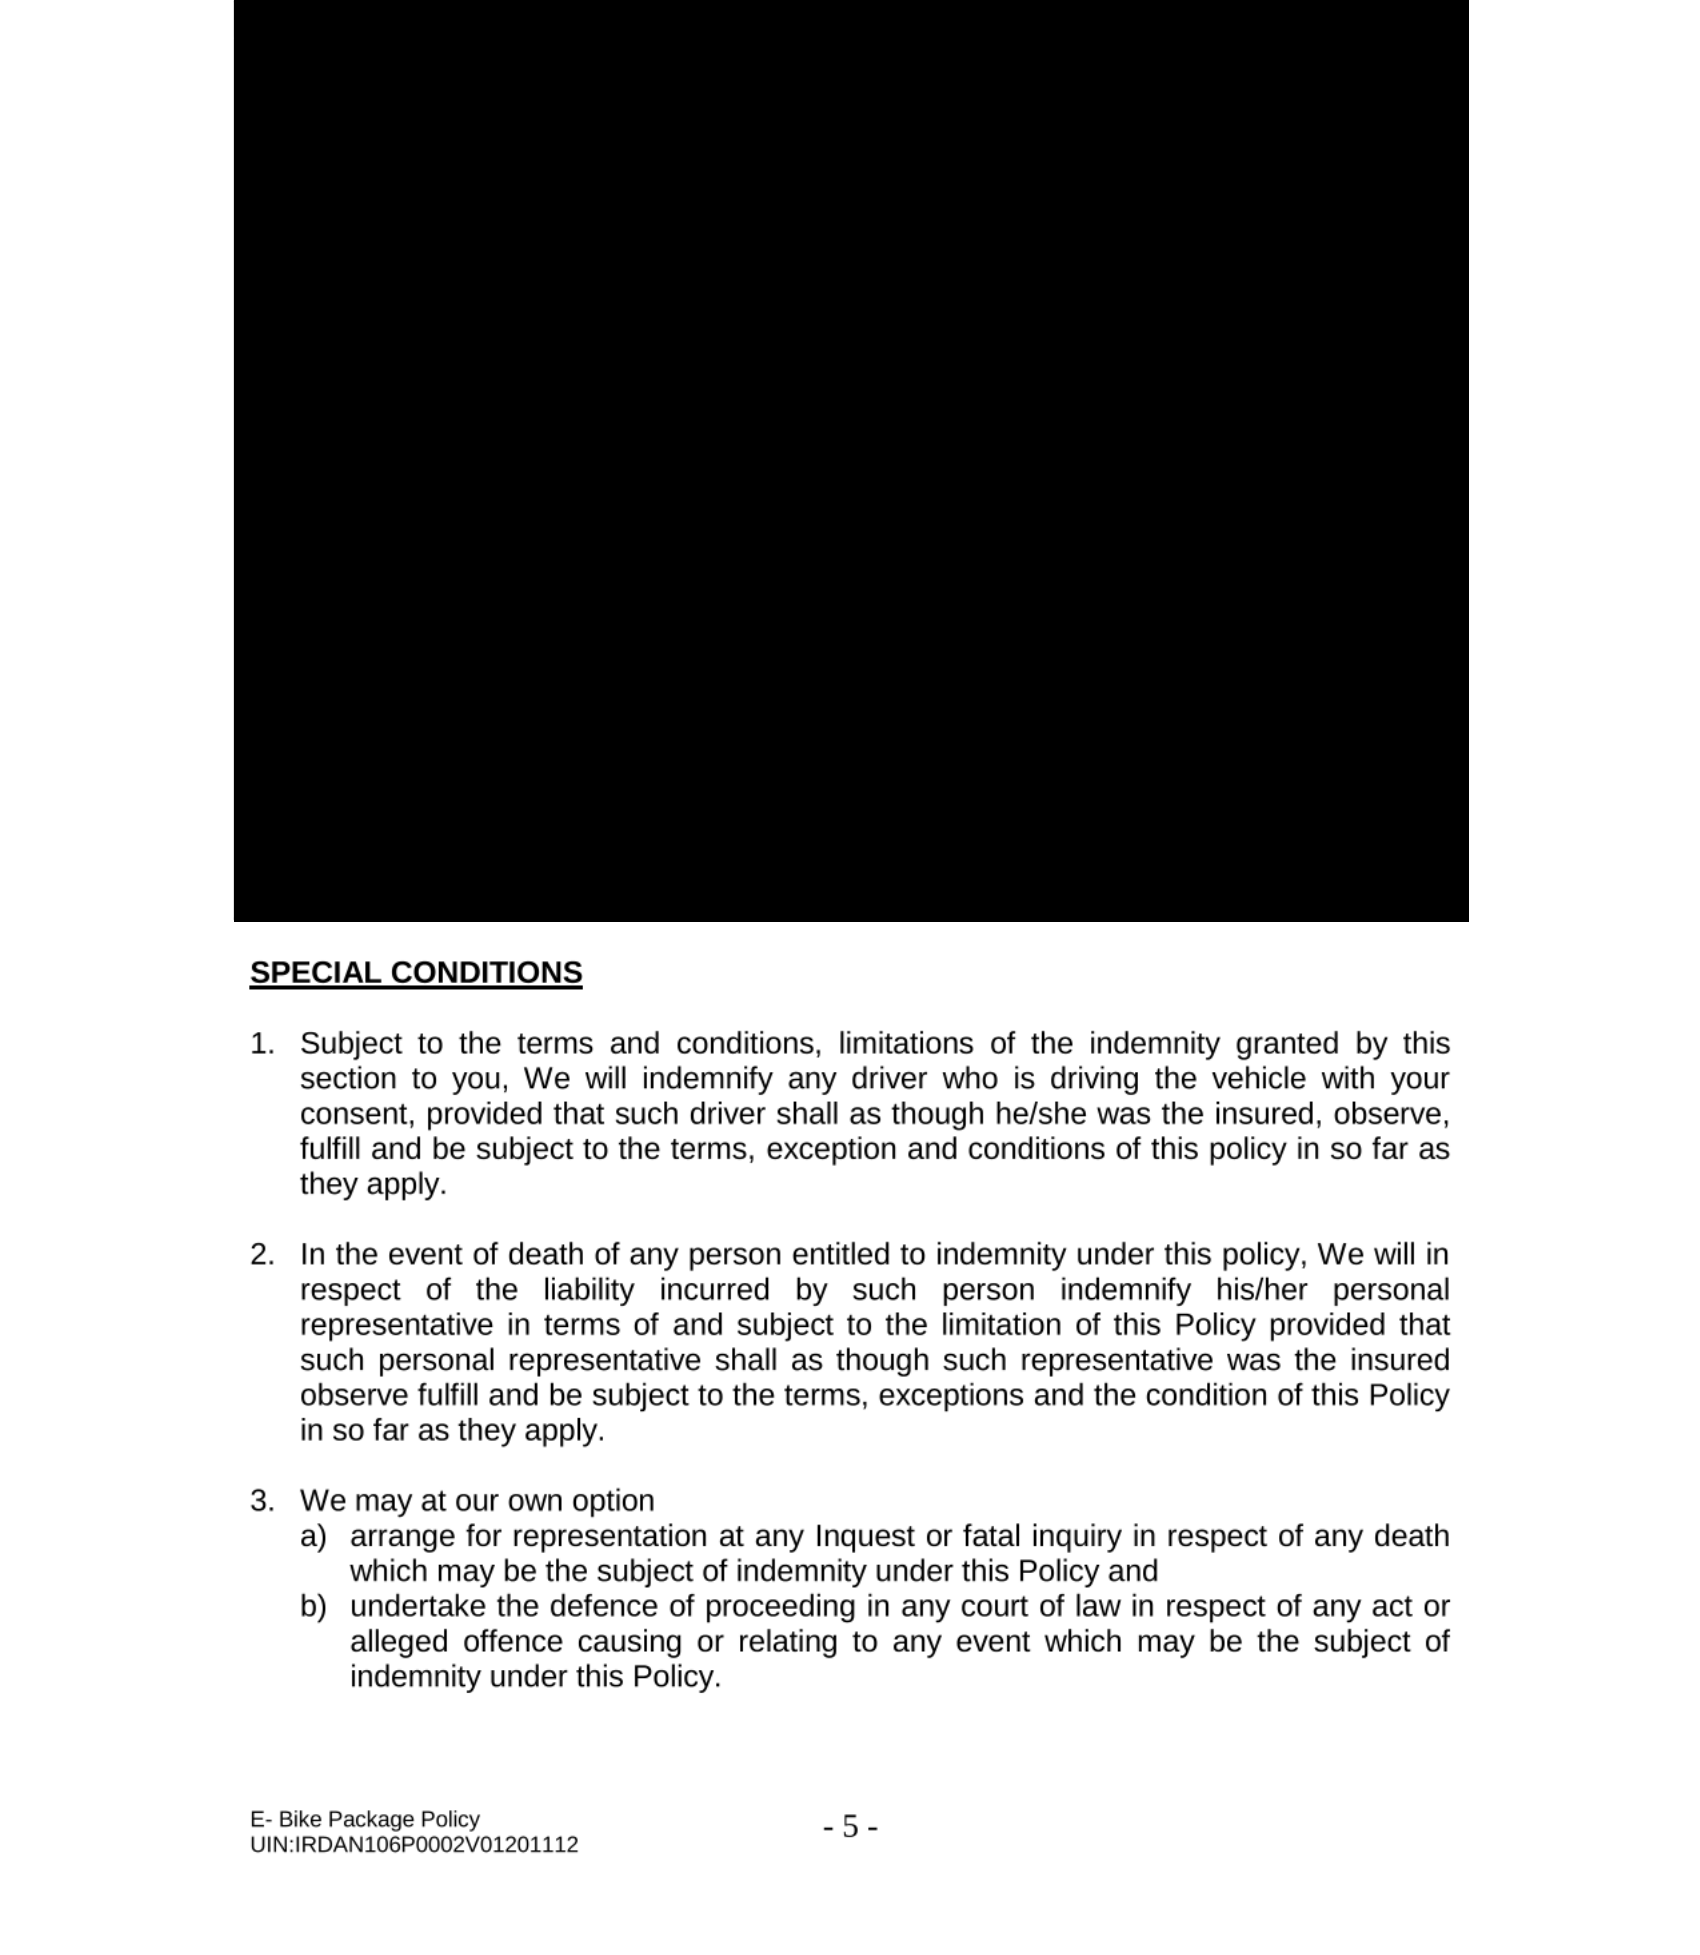 SPECIAL CONDITIONS
1. Subject to the terms and conditions, limitations of the indemnity granted by this
section to you, We will indemnify any driver who is driving the vehicle with your
consent, provided that such driver shall as though he/she was the insured, observe,
fulfill and be subject to the terms, exception and conditions of this policy in so far as
they apply.
2. In the event of death of any person entitled to indemnity under this policy, We will in
respect of the liability incurred by such person indemnify his/her personal
representative in terms of and subject to the limitation of this Policy provided that
such personal representative shall as though such representative was the insured
observe fulfill and be subject to the terms, exceptions and the condition of this Policy
in so far as they apply.
3. We may at our own option
a) arrange for representation at any Inquest or fatal inquiry in respect of any death
which may be the subject of indemnity under this Policy and
b) undertake the defence of proceeding in any court of law in respect of any act or
alleged offence causing or relating to any event which may be the subject of
indemnity under this Policy.
E- Bike Package Policy
UIN:IRDAN106P0002V01201112
- 5 -